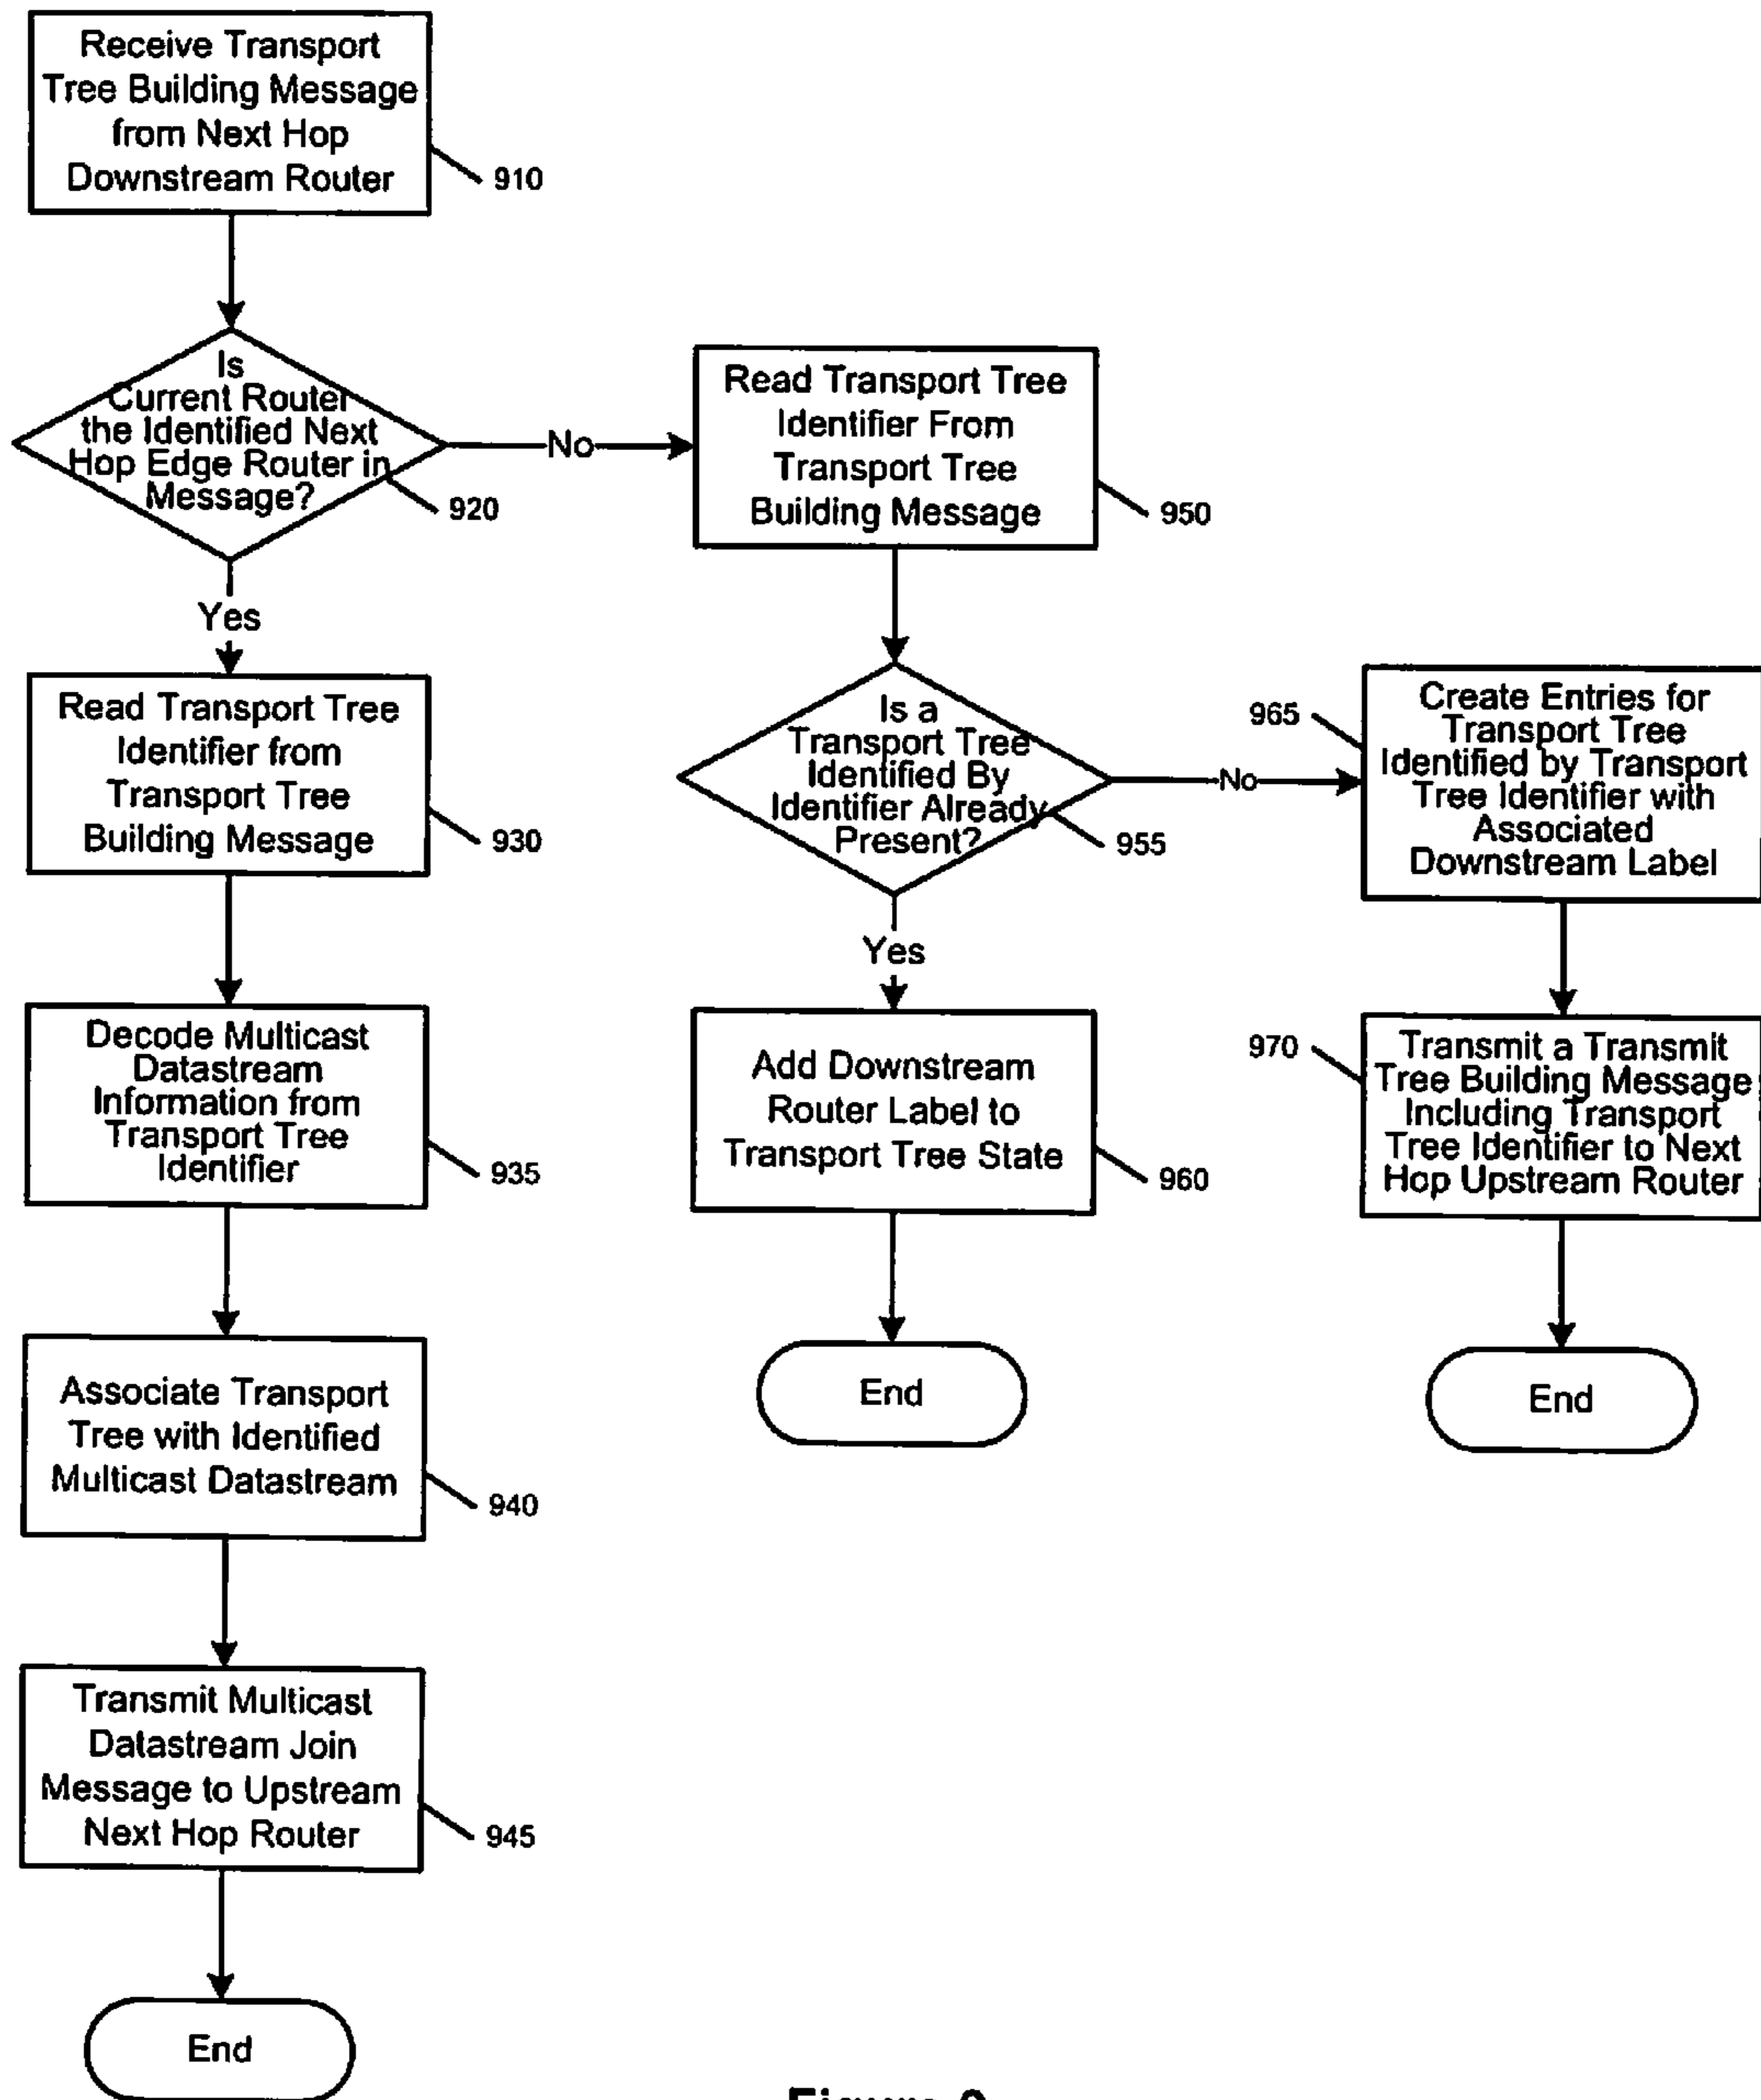 Receive Transport
Tree Building Message
from Next Hop
Downstream Router
910
Is
Current Router
the Identified Next
Hop Edge Router in
Message?
920
No
Yes
Read Transport Tree
Identifier from
Transport Tree
Building Message
930
Decode Multicast
Datastream
Information from
Transport Tree
Identifier
935
Associate Transport
Tree with Identified
Multicast Datastream
940
Transmit Multicast
Datastream Join
Message to Upstream
Next Hop Router
945
End
Read Transport Tree
Identifier From
Transport Tree
Building Message
950
Is a
Transport Tree
Identified By
Identifier Already
Present?
955
No
Yes
Add Downstream
Router Label to
Transport Tree State
960
End
965
Create Entries for
Transport Tree
Identified by Transport
Tree Identifier with
Associated
Downstream Label
970
Transmit a Transmit
Tree Building Message
Including Transport
Tree Identifier to Next
Hop Upstream Router
End
Figure